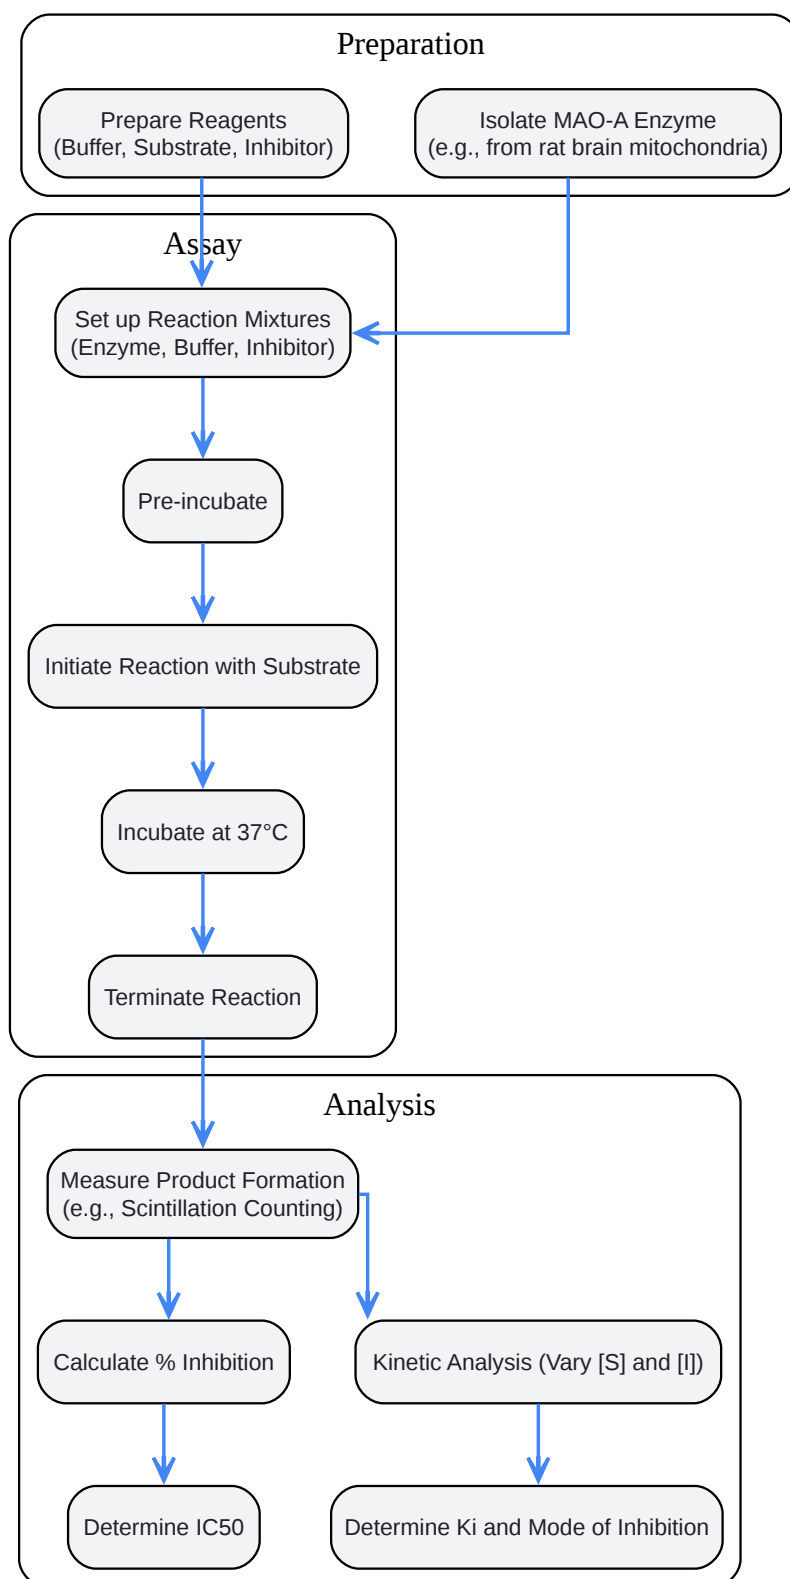 Preparation
Prepare Reagents
(Buffer, Substrate, Inhibitor)
Isolate MAO-A Enzyme
(e.g., from rat brain mitochondria)
Assay
Set up Reaction Mixtures
(Enzyme, Buffer, Inhibitor)
Pre-incubate
Initiate Reaction with Substrate
Incubate at 37°C
Terminate Reaction
Analysis
Measure Product Formation
(e.g., Scintillation Counting)
Calculate % Inhibition
Kinetic Analysis (Vary [S] and [I])
Determine IC50
Determine Ki and Mode of Inhibition